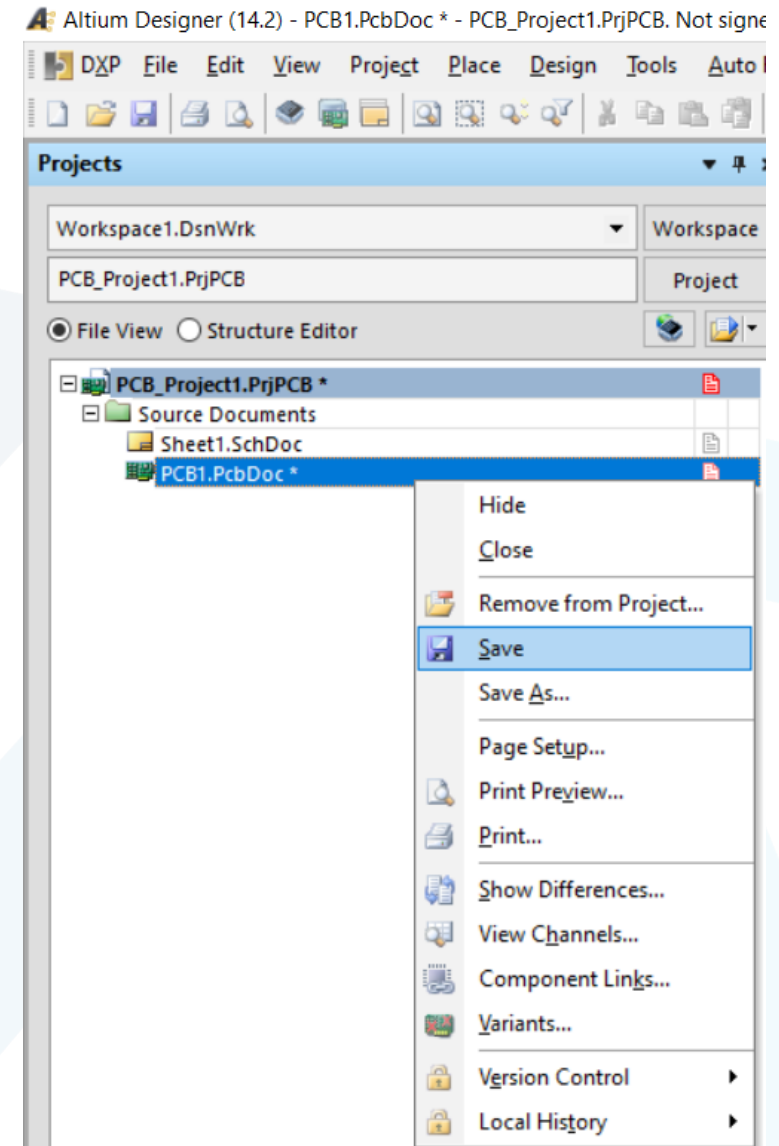 Altium Designer (14.2) - PCB1.PcbDoc * - PCB_Project1.PrjPCB. Not signe
DXP File Edit View Project Place Design Tools Auto
Projects
Workspace1.DsnWrk Workspace
PCB_Project1.PrjPCB Project
File View Structure Editor
PCB_Project1.PrjPCB *
Source Documents
Sheet1.SchDoc
PCB1.PcbDoc *
Hide
Close
Remove from Project...
Save
Save As...
Page Setup...
Print Preview...
Print...
Show Differences...
View Channels...
Component Links...
Variants...
Version Control
Local History